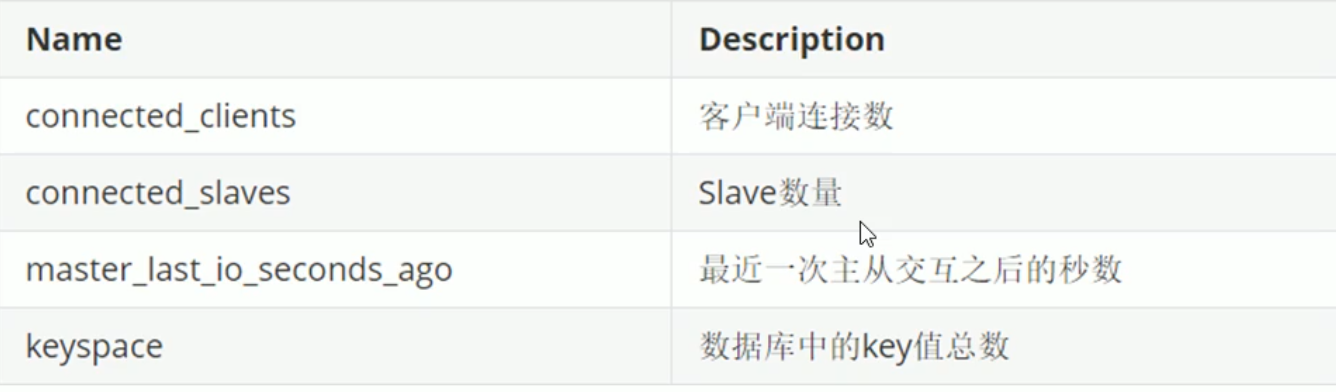 Name Description
connected_clients 客户端连接数
connected_slaves Slave数量
master_last_io_seconds_ago 最近一次主从交互之后的秒数
keyspace 数据库中的key值总数